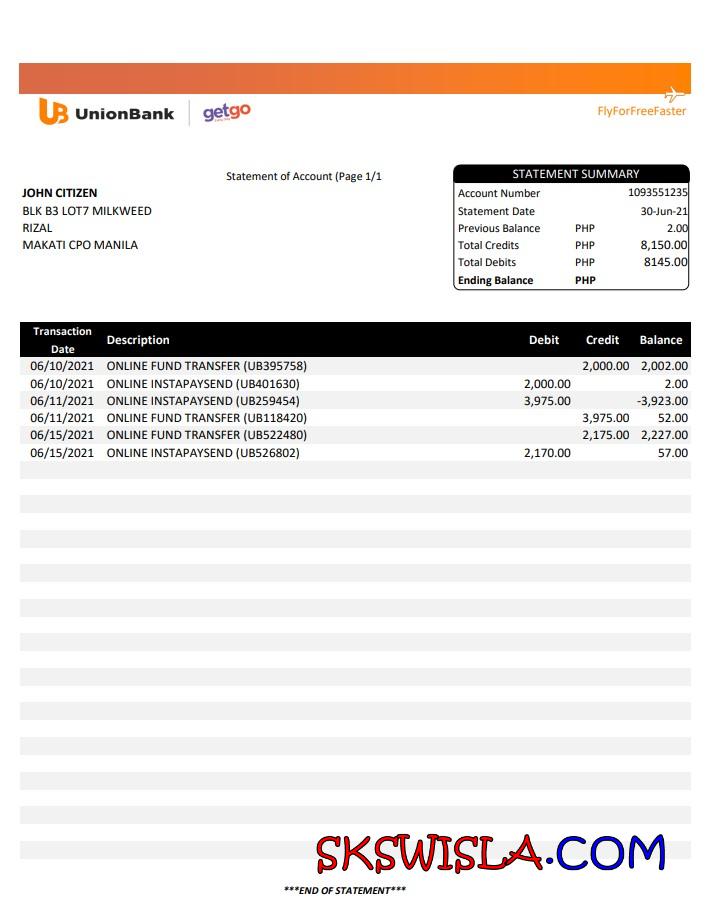 UB UnionBank getgo
FlyForFreeFaster
Statement of Account (Page 1/1
JOHN CITIZEN
BLK B3 LOT7 MILKWEED
RIZAL
MAKATI CPO MANILA
STATEMENT SUMMARY
Account Number 1093551235
Statement Date 30-Jun-21
Previous Balance PHP 2.00
Total Credits PHP 8,150.00
Total Debits PHP 8145.00
Ending Balance PHP
Transaction Date Description Debit Credit Balance
06/10/2021 ONLINE FUND TRANSFER (UB395758) 2,000.00 2,002.00
06/10/2021 ONLINE INSTAPAYSEND (UB401630) 2,000.00 2.00
06/11/2021 ONLINE INSTAPAYSEND (UB259454) 3,975.00 -3,923.00
06/11/2021 ONLINE FUND TRANSFER (UB118420) 3,975.00 52.00
06/15/2021 ONLINE FUND TRANSFER (UB522480) 2,175.00 2,227.00
06/15/2021 ONLINE INSTAPAYSEND (UB526802) 2,170.00 57.00
SKSWISLA.COM
***END OF STATEMENT***